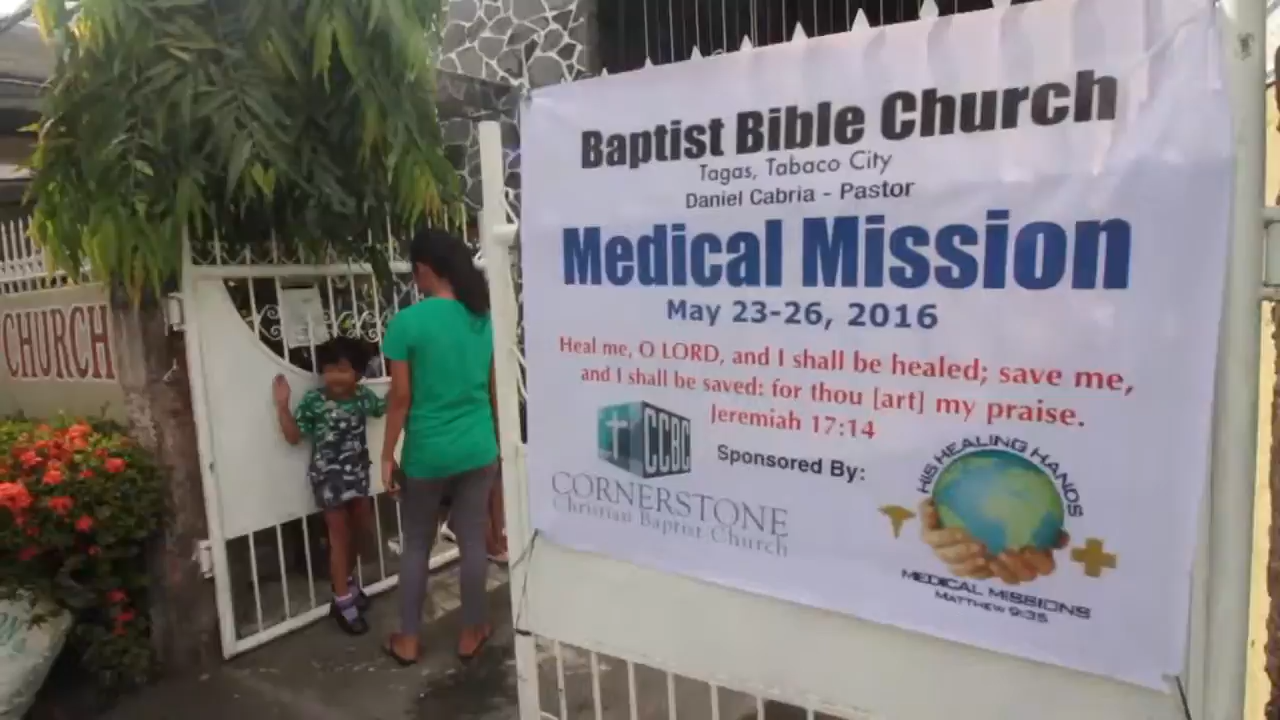 CHURCH
Baptist Bible Church
Tagas, Tabaco City
Daniel Cabria - Pastor
Medical Mission
May 23-26, 2016
Heal me, O LORD, and I shall be healed; save me,
and I shall be saved: for thou [art] my praise.
Jeremiah 17:14
CCBC
CORNERSTONE
Christian Baptist Church
Sponsored By:
HIS HEALING HANDS
MEDICAL MISSIONS
MATTHEW 9:35